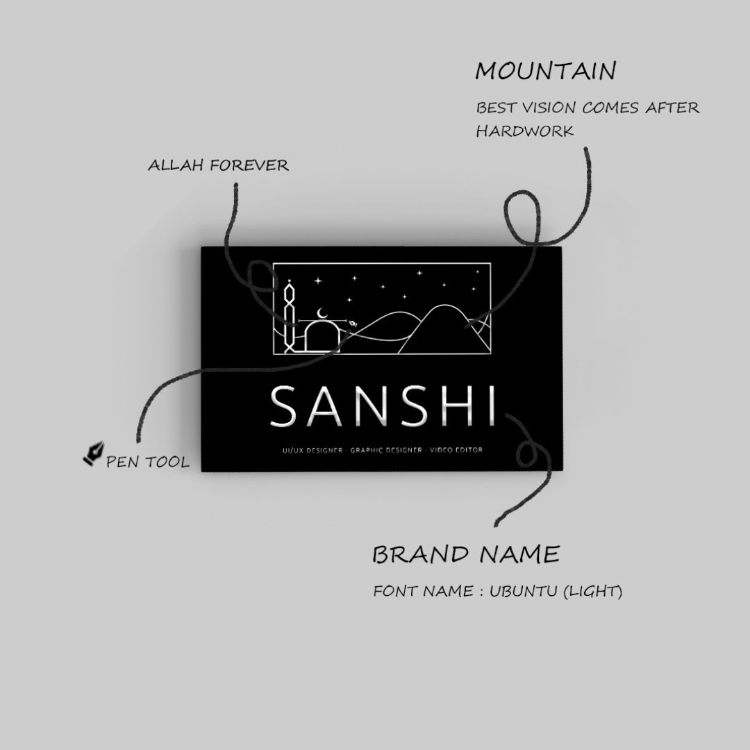 MOUNTAIN
BEST VISION COMES AFTER
HARDWORK
ALLAH FOREVER
SANSHI
UI/UX DESIGNER · GRAPHIC DESIGNER · VIDEO EDITOR
PEN TOOL
BRAND NAME
FONT NAME : UBUNTU (LIGHT)